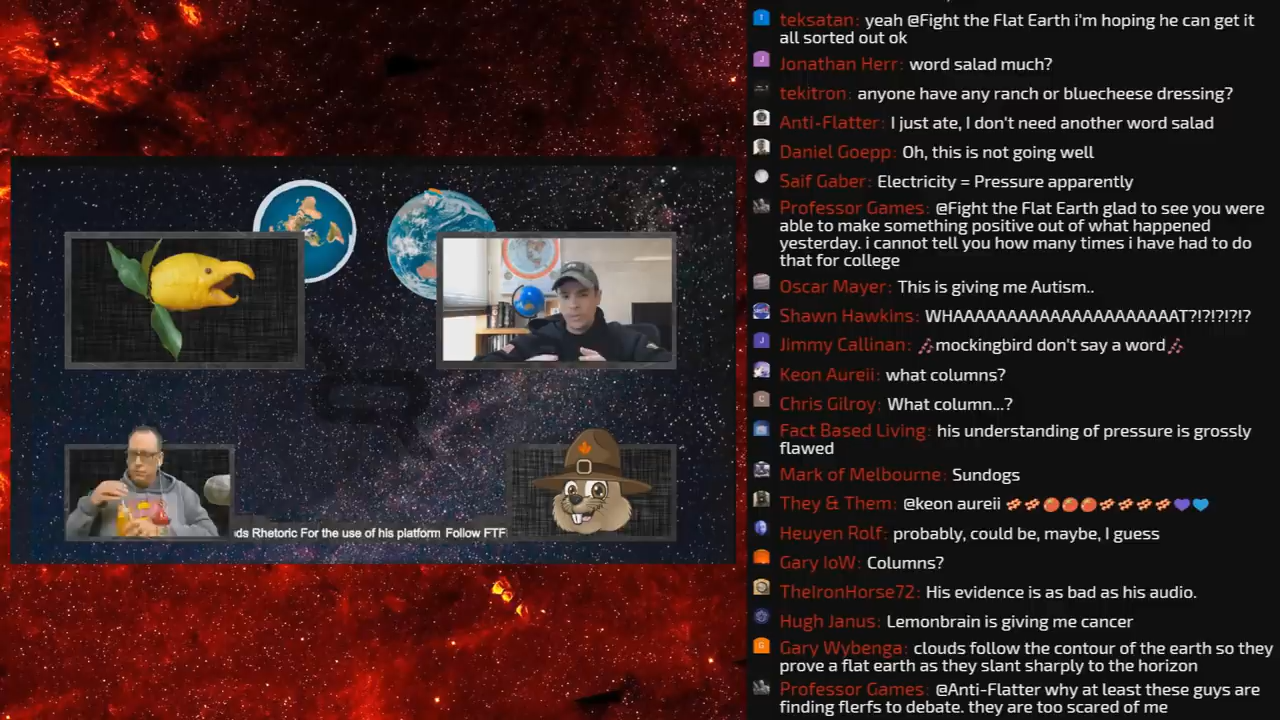 teksatan: yeah @Fight the Flat Earth i'm hoping he can get it
all sorted out ok
Jonathan Herr: word salad much?
tekitron: anyone have any ranch or bluecheese dressing?
Anti-Flatter: I just ate, I don't need another word salad
Daniel Goepp: Oh, this is not going well
Saif Gaber: Electricity = Pressure apparently
Professor Games: @Fight the Flat Earth glad to see you were
able to make something positive out of what happened
yesterday. i cannot tell you how many times i have had to do
that for college
Oscar Mayer: This is giving me Autism..
Shawn Hawkins: WHAAAAAAAAAAAAAAAAAAAAAT?!?!?!?!?
Jimmy Callinan: 🎶mockingbird don't say a word🎶
Keon Aureii: what columns?
Chris Gilroy: What column...?
Fact Based Living: his understanding of pressure is grossly
flawed
Mark of Melbourne: Sundogs
They & Them: @keon aureii 🥓🥓🍅🍅🍅🥓🥓🥓🥓💜💙
Heuyen Rolf: probably, could be, maybe, I guess
Gary IoW: Columns?
TheIronHorse72: His evidence is as bad as his audio.
Hugh Janus: Lemonbrain is giving me cancer
Gary Wybenga: clouds follow the contour of the earth so they
prove a flat earth as they slant sharply to the horizon
Professor Games: @Anti-Flatter why at least these guys are
finding flerfs to debate. they are too scared of me
ds Rhetoric For the use of his platform Follow FTF